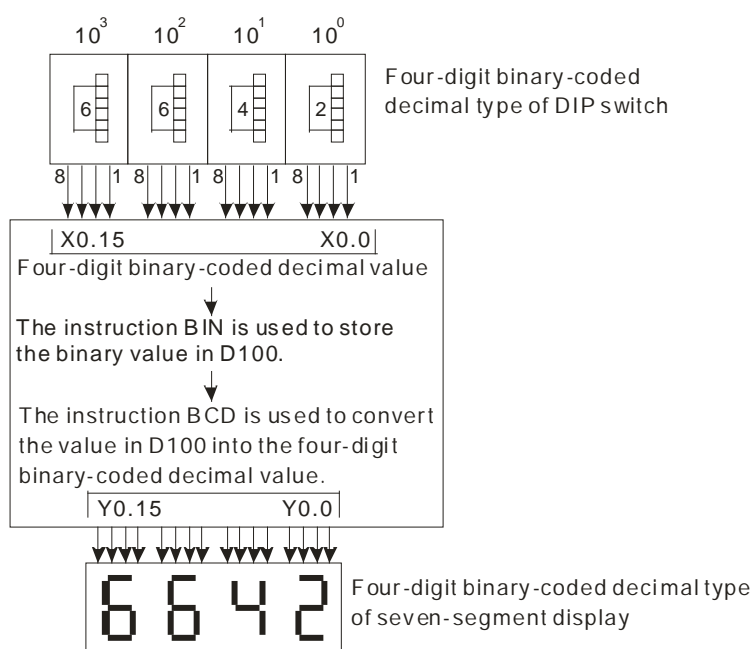 10³ 10² 10¹ 10⁰
6 6 4 2
Four-digit binary-coded
decimal type of DIP switch
8 1 8 1 8 1 8 1
X0.15 X0.0
Four-digit binary-coded decimal value
The instruction BIN is used to store
the binary value in D100.
The instruction BCD is used to convert
the value in D100 into the four-digit
binary-coded decimal value.
Y0.15 Y0.0
6 6 4 2
Four-digit binary-coded decimal type
of seven-segment display